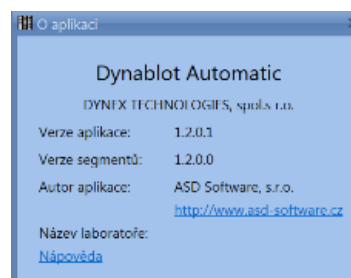 O aplikaci
Dynablot Automatic
DYNEX TECHNOLOGIES, spol.s r.o.
Verze aplikace: 1.2.0.1
Verze segmentů: 1.2.0.0
Autor aplikace: ASD Software, s.r.o.
http://www.asd-software.cz
Název laboratoře:
Nápověda